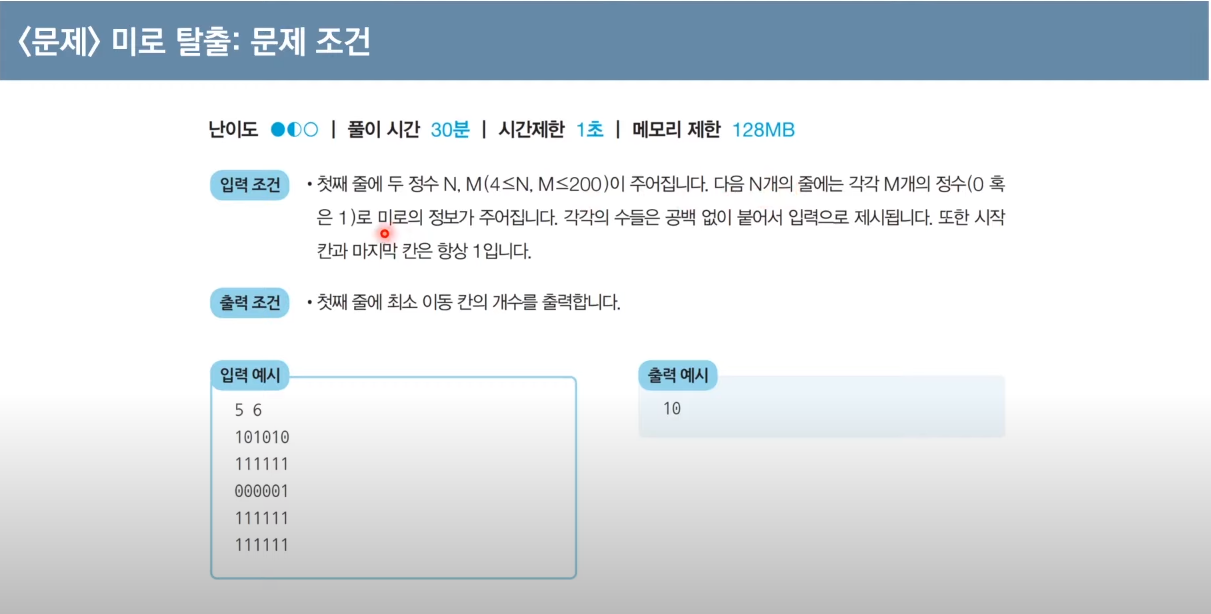 〈문제〉 미로 탈출: 문제 조건
난이도 | 풀이 시간 30분 | 시간제한 1초 | 메모리 제한 128MB
입력 조건 • 첫째 줄에 두 정수 N, M(4≤N, M≤200)이 주어집니다. 다음 N개의 줄에는 각각 M개의 정수(0 혹
은 1)로 미로의 정보가 주어집니다. 각각의 수들은 공백 없이 붙어서 입력으로 제시됩니다. 또한 시작
칸과 마지막 칸은 항상 1입니다.
출력 조건 • 첫째 줄에 최소 이동 칸의 개수를 출력합니다.
입력 예시
5 6
101010
111111
000001
111111
111111
출력 예시
10